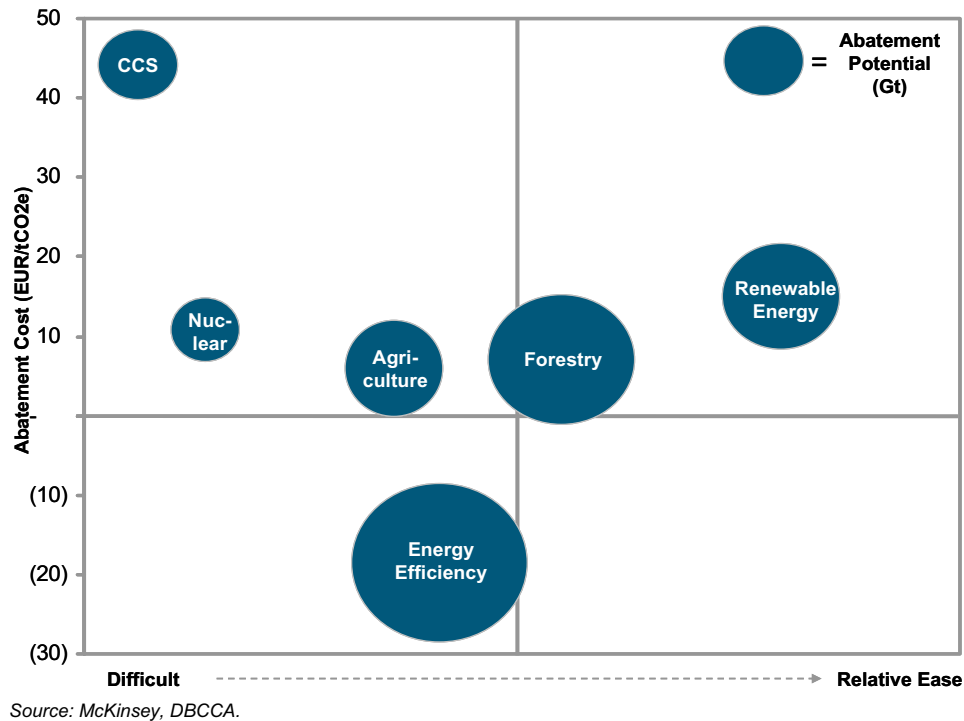 50
40
30
20
10
-
(10)
(20)
(30)
Abatement Cost (EUR/tCO2e)
CCS
= Abatement
Potential
(Gt)
Renewable
Energy
Nuc-
lear
Agri-
culture
Forestry
Energy
Efficiency
Difficult
Relative Ease
Source: McKinsey, DBCCA.